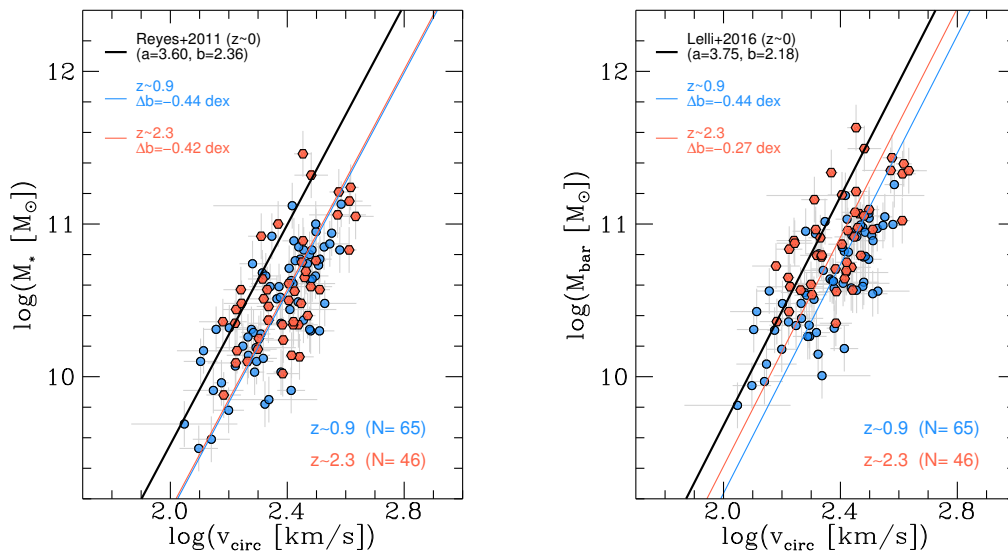 Reyes+2011 (z~0)
(a=3.60, b=2.36)
z~0.9
Δb=−0.44 dex
z~2.3
Δb=−0.42 dex
12
11
10
log(M* [M⊙])
z~0.9 (N= 65)
z~2.3 (N= 46)
2.0 2.4 2.8
log(vcirc [km/s])
Lelli+2016 (z~0)
(a=3.75, b=2.18)
z~0.9
Δb=−0.44 dex
z~2.3
Δb=−0.27 dex
12
11
10
log(Mbar [M⊙])
z~0.9 (N= 65)
z~2.3 (N= 46)
2.0 2.4 2.8
log(vcirc [km/s])